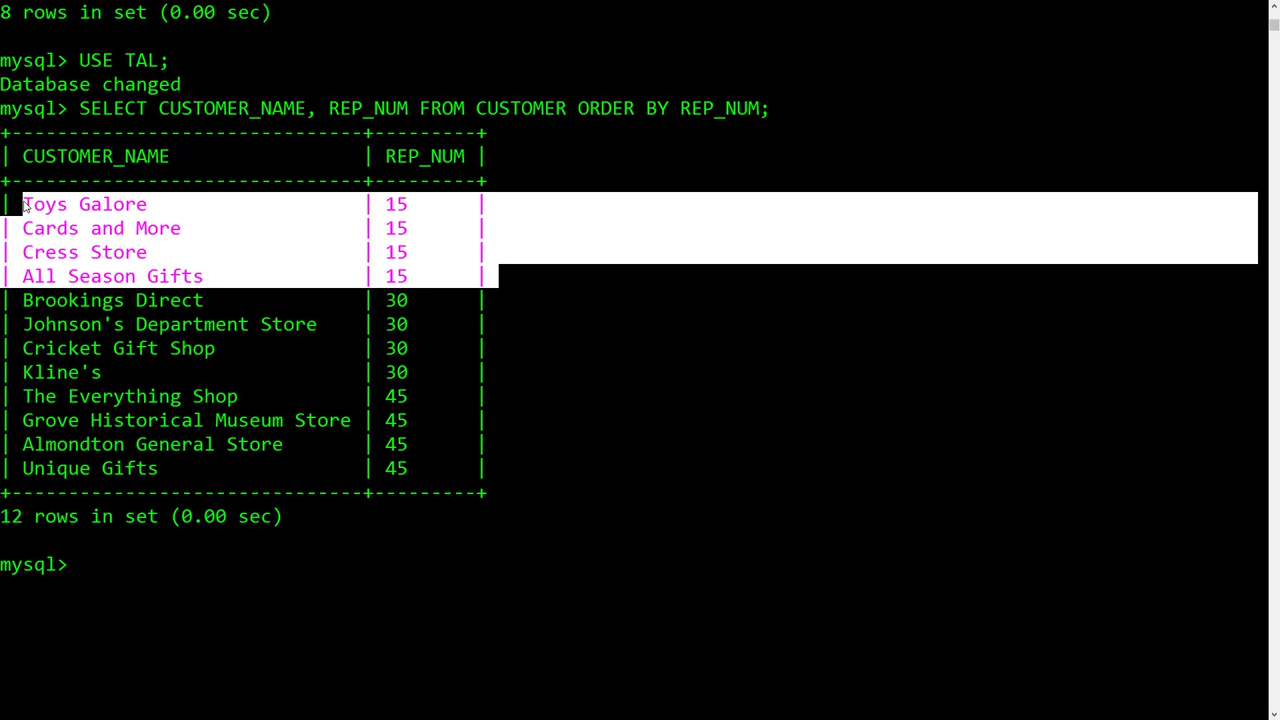 8 rows in set (0.00 sec)
mysql> USE TAL;
Database changed
mysql> SELECT CUSTOMER_NAME, REP_NUM FROM CUSTOMER ORDER BY REP_NUM;
+-------------------------------+---------+
| CUSTOMER_NAME                 | REP_NUM |
+-------------------------------+---------+
| Toys Galore                   | 15      |
| Cards and More                | 15      |
| Cress Store                   | 15      |
| All Season Gifts              | 15      |
| Brookings Direct              | 30      |
| Johnson's Department Store    | 30      |
| Cricket Gift Shop             | 30      |
| Kline's                       | 30      |
| The Everything Shop           | 45      |
| Grove Historical Museum Store | 45      |
| Almondton General Store       | 45      |
| Unique Gifts                  | 45      |
+-------------------------------+---------+
12 rows in set (0.00 sec)
mysql>